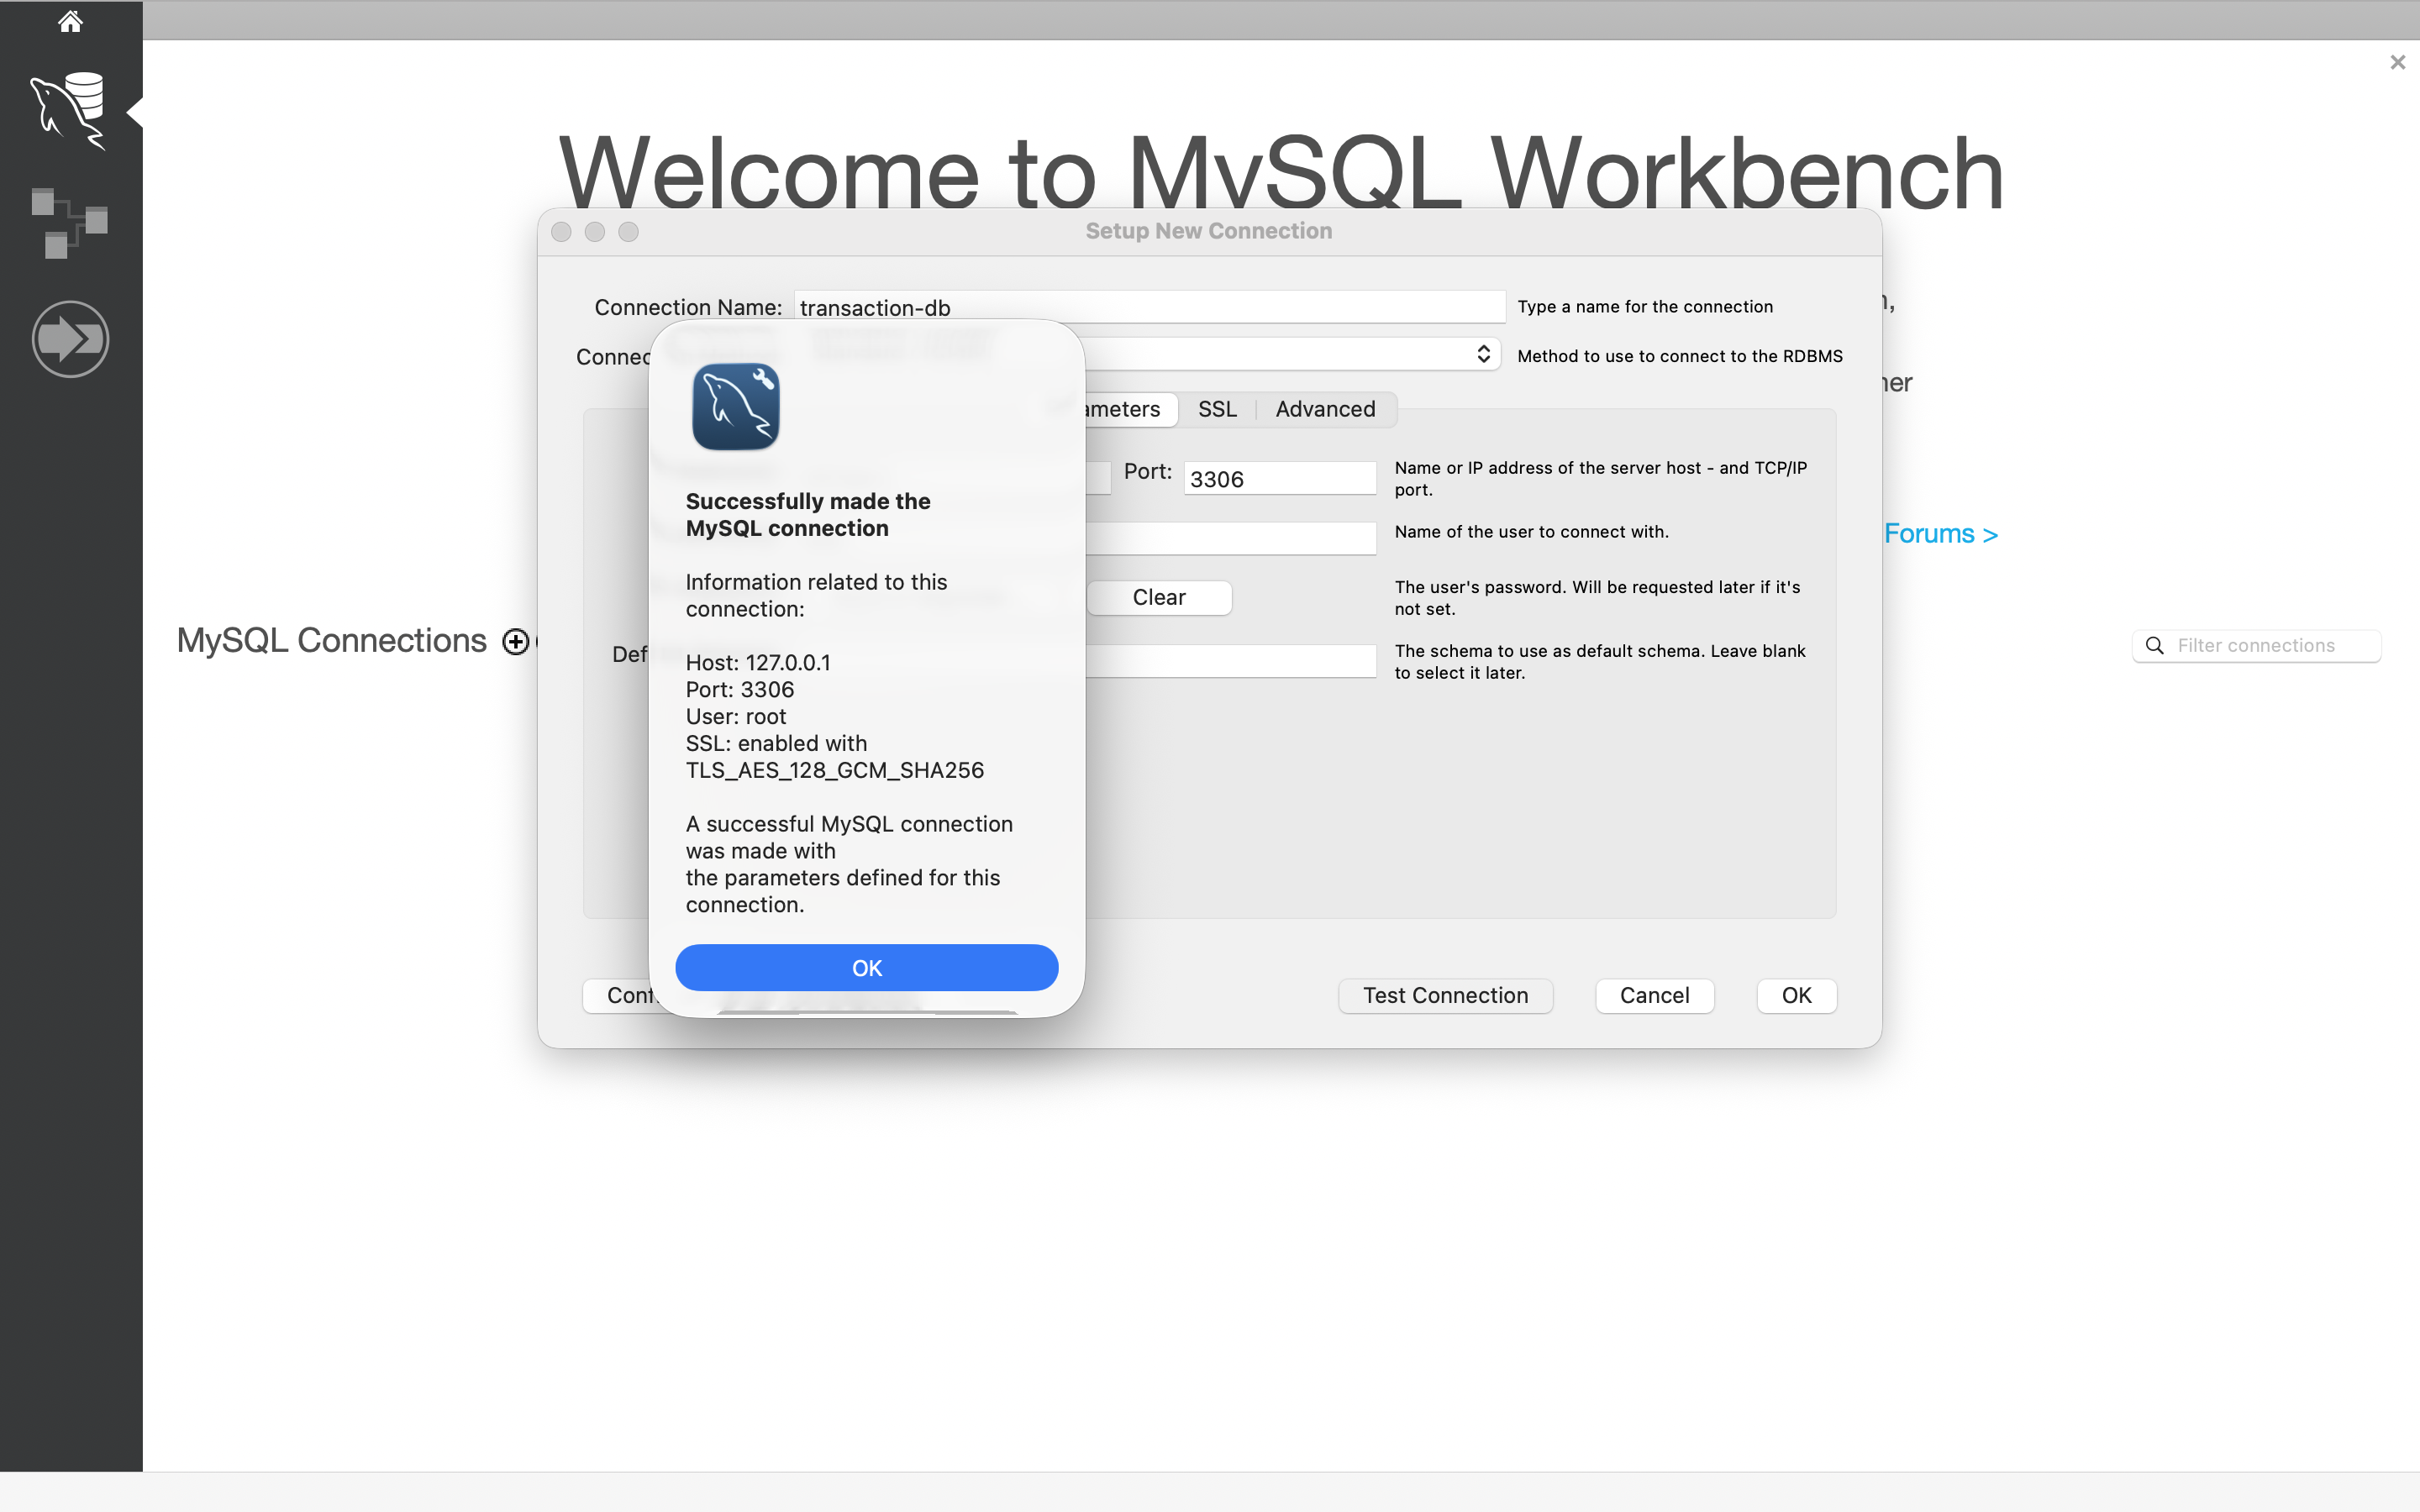 Welcome to MySQL Workbench
Setup New Connection
Connection Name: transaction-db Type a name for the connection
Method to use to connect to the RDBMS
SSL Advanced
Port: 3306 Name or IP address of the server host - and TCP/IP
port.
Name of the user to connect with.
Clear The user's password. Will be requested later if it's
not set.
The schema to use as default schema. Leave blank
to select it later.
Successfully made the
MySQL connection
Information related to this
connection:
Host: 127.0.0.1
Port: 3306
User: root
SSL: enabled with
TLS_AES_128_GCM_SHA256
A successful MySQL connection
was made with
the parameters defined for this
connection.
OK
Test Connection Cancel OK
Forums >
MySQL Connections
Filter connections